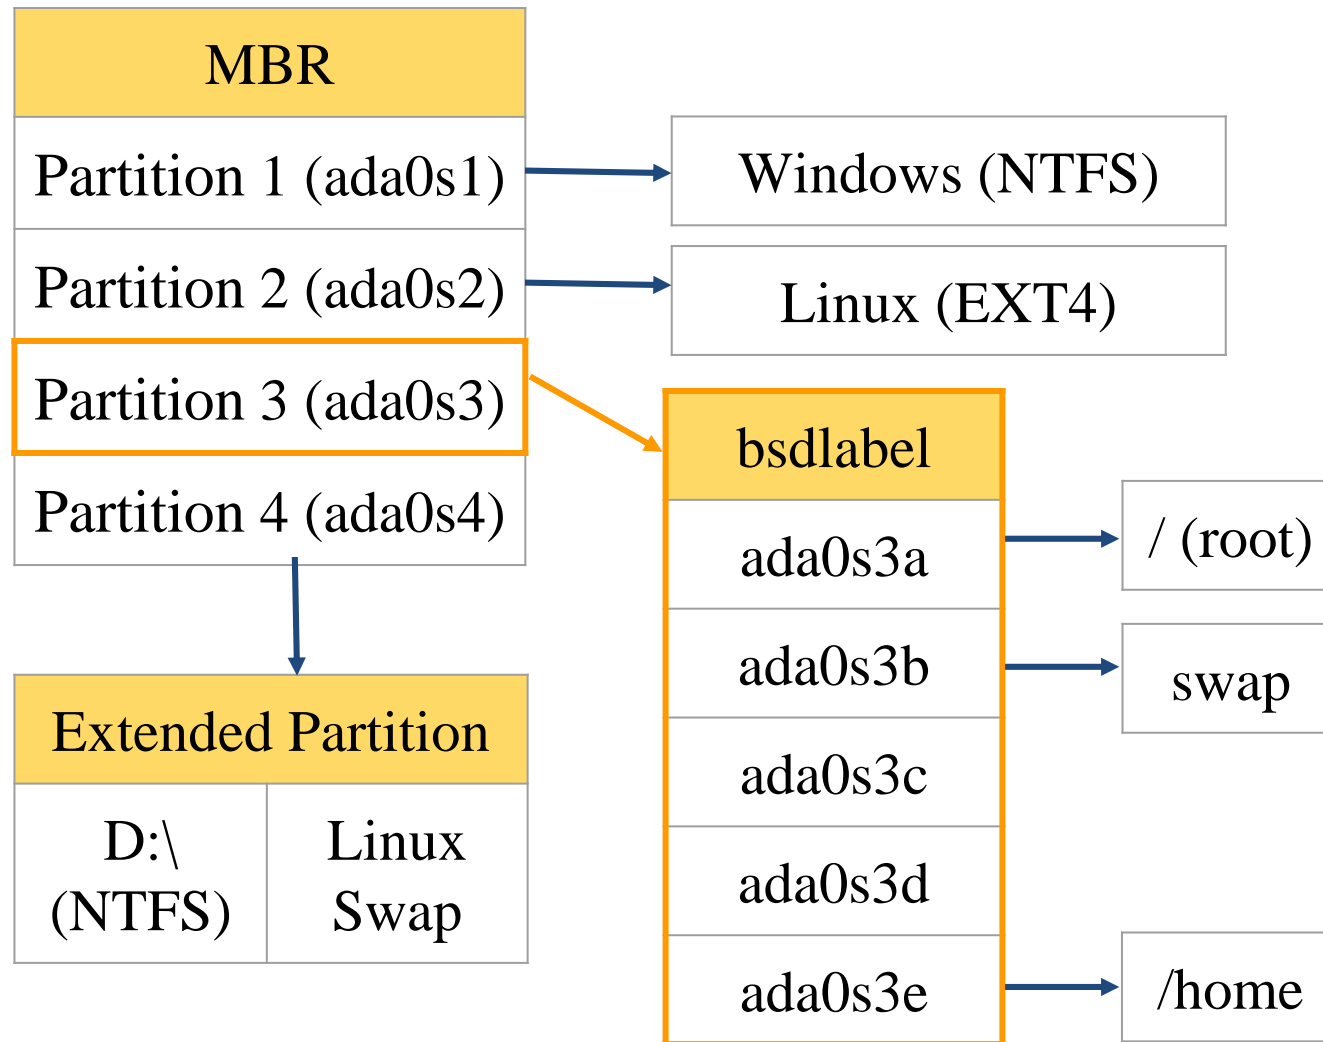 MBR
Partition 1 (ada0s1)
Partition 2 (ada0s2)
Partition 3 (ada0s3)
Partition 4 (ada0s4)
Windows (NTFS)
Linux (EXT4)
bsdlabel
ada0s3a
ada0s3b
ada0s3c
ada0s3d
ada0s3e
/ (root)
swap
/home
Extended Partition
D:\
(NTFS)
Linux
Swap